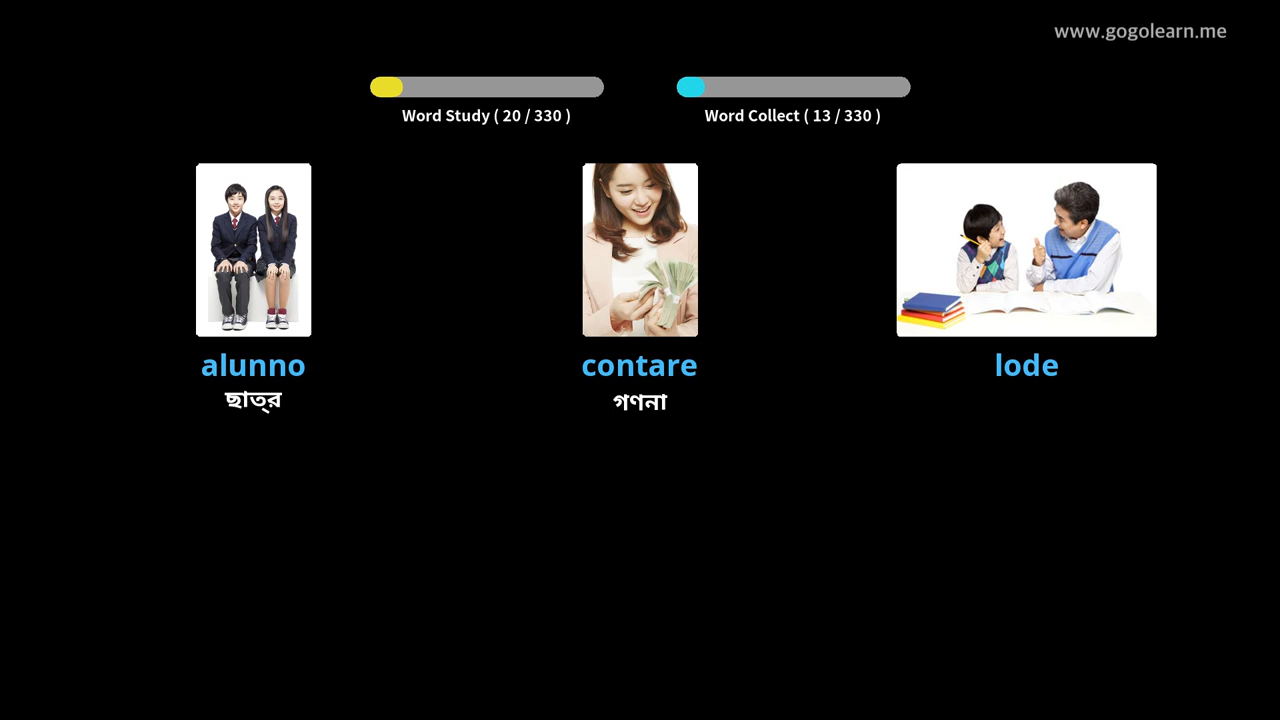 www.gogolearn.me
Word Study ( 20 / 330 )
Word Collect ( 13 / 330 )
alunno
contare
lode
ছাত্র
গণনা